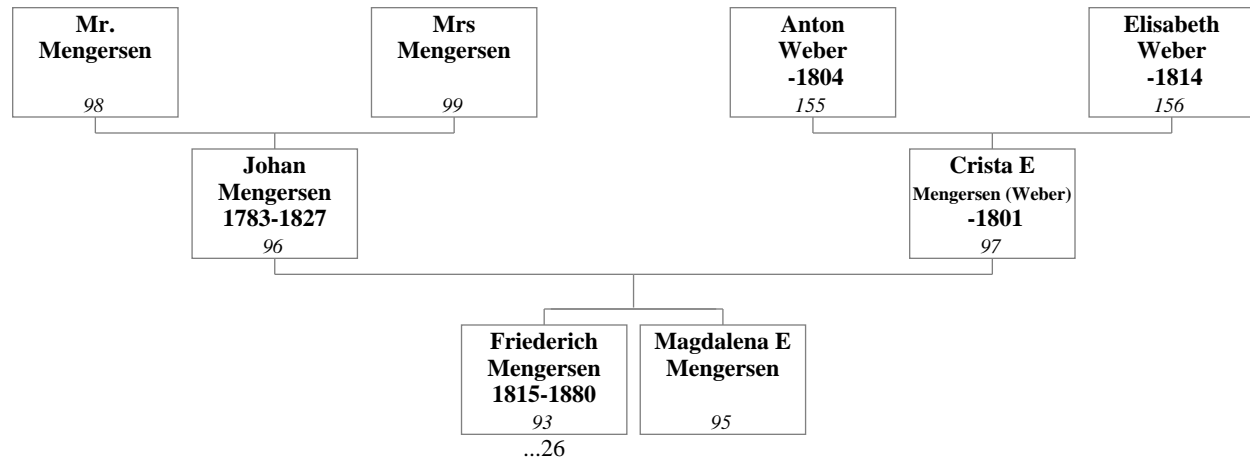 Mr.
Mengersen
98
Mrs
Mengersen
99
Anton
Weber
-1804
155
Elisabeth
Weber
-1814
156
Johan
Mengersen
1783-1827
96
Crista E
Mengersen (Weber)
-1801
97
Friederich
Mengersen
1815-1880
93
...26
Magdalena E
Mengersen
95